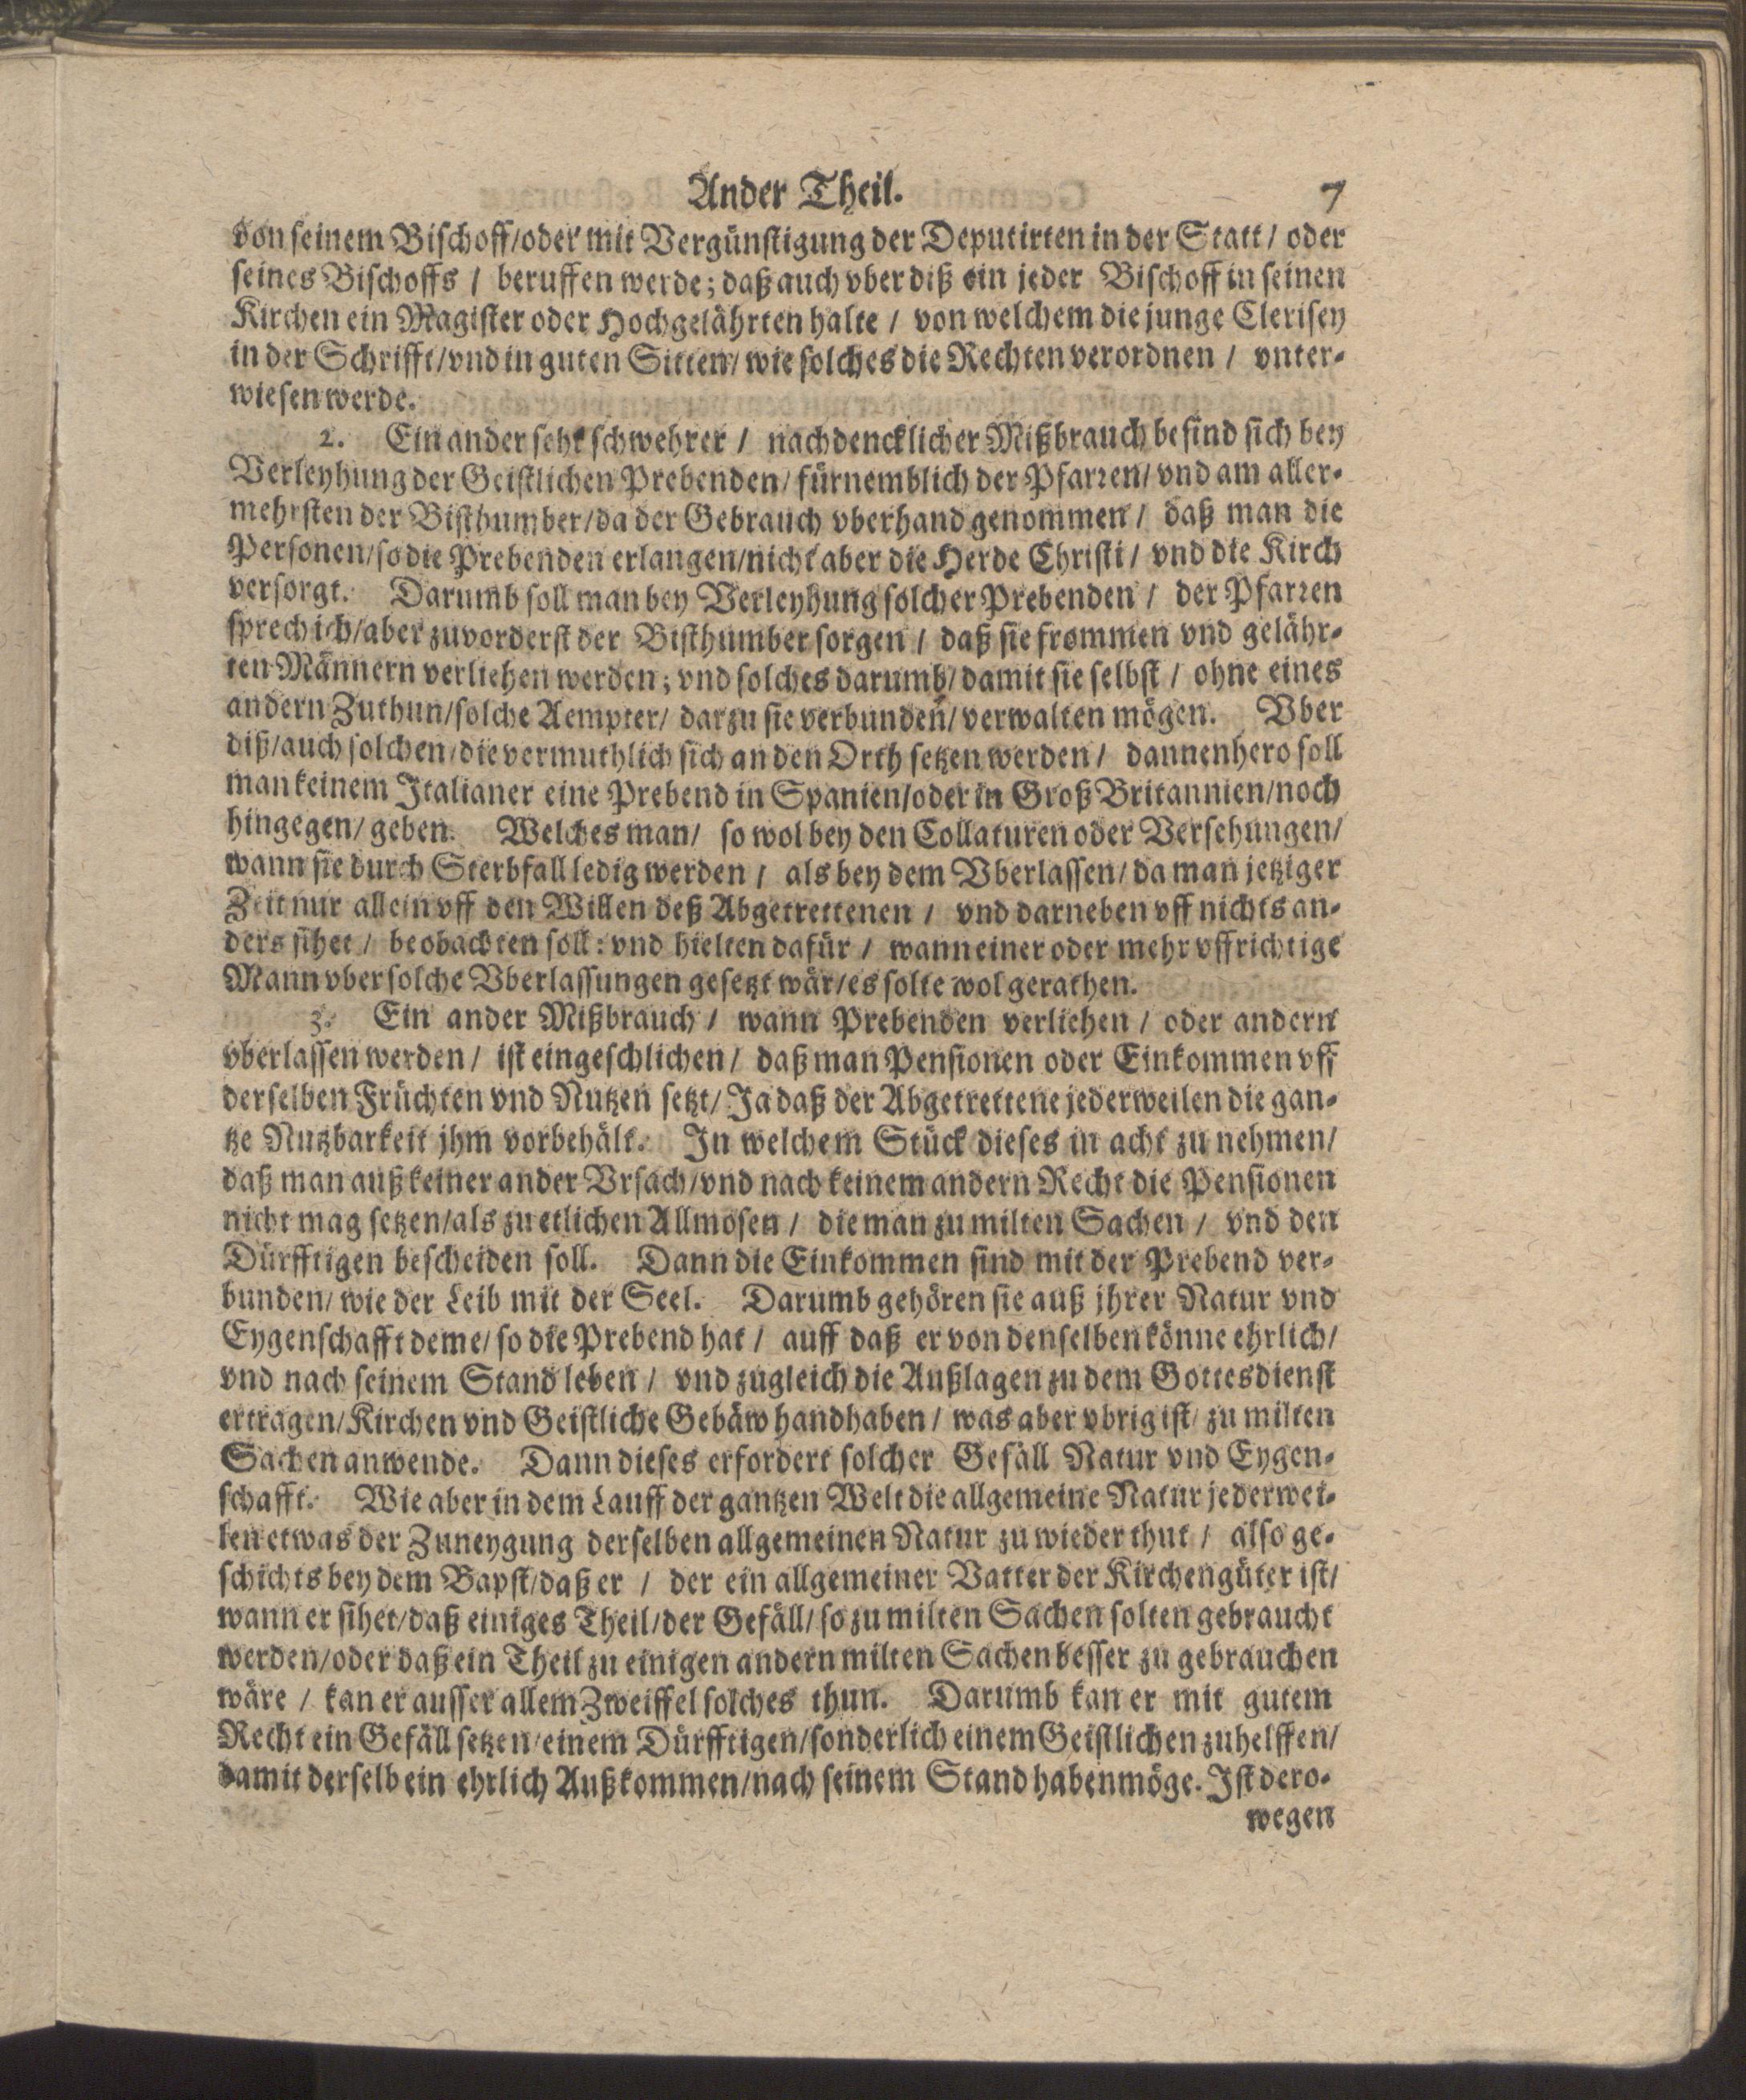 Ander Theil. 7
von seinem Bischoff/oder mit Vergünstigung der Deputirten in der Statt / oder
seines Bischoffs / beruffen werde; daß auch vber diß ein jeder Bischoff in seinen
Kirchen ein Magister oder Hochgelährten halte / von welchem die junge Clerisey
in der Schrifft/vnd in guten Sitten/ wie solches die Rechten verordnen / vnter-
wiesen werde.
2. Ein ander sehr schwehrer / nachdencklicher Mißbrauch befind sich bey
Verleyhung der Geistlichen Prebenden/ fürnemblich der Pfarren/ vnd am aller-
mehrsten der Bisthumber/da der Gebrauch vberhand genommen / daß man die
Personen/so die Prebenden erlangen/nicht aber die Herde Christi / vnd die Kirch
versorgt. Darumb soll man bey Verleyhung solcher Prebenden / der Pfarren
sprech ich/aber zuvorderst der Bisthumber sorgen / daß sie frommen vnd gelähr-
ten Männern verliehen werden; vnd solches darumb/ damit sie selbst / ohne eines
andern Zuthun/solche Aempter/ darzu sie verbunden/ verwalten mögen. Vber
diß/auch solchen/die vermuthlich sich an den Orth setzen werden / dannenhero soll
man keinem Italianer eine Prebend in Spanien/oder in Groß Britannien/noch
hingegen/ geben. Welches man/ so wol bey den Collaturen oder Versehungen/
wann sie durch Sterbfall ledig werden / als bey dem Vberlassen/ da man jetziger
Zeit nur allein vff den Willen deß Abgetrettenen / vnd darneben vff nichts an-
ders sihet / beobachten soll: vnd hielten dafür / wann einer oder mehr vffrichtige
Mann vber solche Vberlassungen gesetzt wär/es solte wol gerathen.
3. Ein ander Mißbrauch / wann Prebenden verliehen / oder andern
vberlassen werden / ist eingeschlichen / daß man Pensionen oder Einkommen vff
derselben Früchten vnd Nutzen setzt/ Ja daß der Abgetrettene jederweilen die gan-
tze Nutzbarkeit jhm vorbehält. In welchem Stück dieses in acht zu nehmen/
daß man auß keiner ander Vrsach/vnd nach keinem andern Recht die Pensionen
nicht mag setzen/als zu etlichen Allmosen / die man zu milten Sachen / vnd den
Dürfftigen bescheiden soll. Dann die Einkommen sind mit der Prebend ver-
bunden/ wie der Leib mit der Seel. Darumb gehören sie auß jhrer Natur vnd
Eygenschafft deme/ so die Prebend hat / auff daß er von denselben könne ehrlich/
vnd nach seinem Stand leben / vnd zugleich die Außlagen zu dem Gottesdienst
ertragen/Kirchen vnd Geistliche Gebäw handhaben / was aber vbrig ist/ zu milten
Sachen anwende. Dann dieses erfordert solcher Gefäll Natur vnd Eygen-
schafft. Wie aber in dem Lauff der gantzen Welt die allgemeine Natur jederwei-
len etwas der Zuneygung derselben allgemeinen Natur zu wieder thut / also ge-
schichts bey dem Bapst/daß er / der ein allgemeiner Vatter der Kirchengüter ist/
wann er sihet/daß einiges Theil/der Gefäll/ so zu milten Sachen solten gebraucht
werden/oder daß ein Theil zu einigen andern milten Sachen besser zu gebrauchen
wäre / kan er ausser allem Zweiffel solches thun. Darumb kan er mit gutem
Recht ein Gefäll setzen/einem Dürfftigen/sonderlich einem Geistlichen zuhelffen/
damit derselb ein ehrlich Außkommen/nach seinem Stand haben möge. Ist dero-
wegen